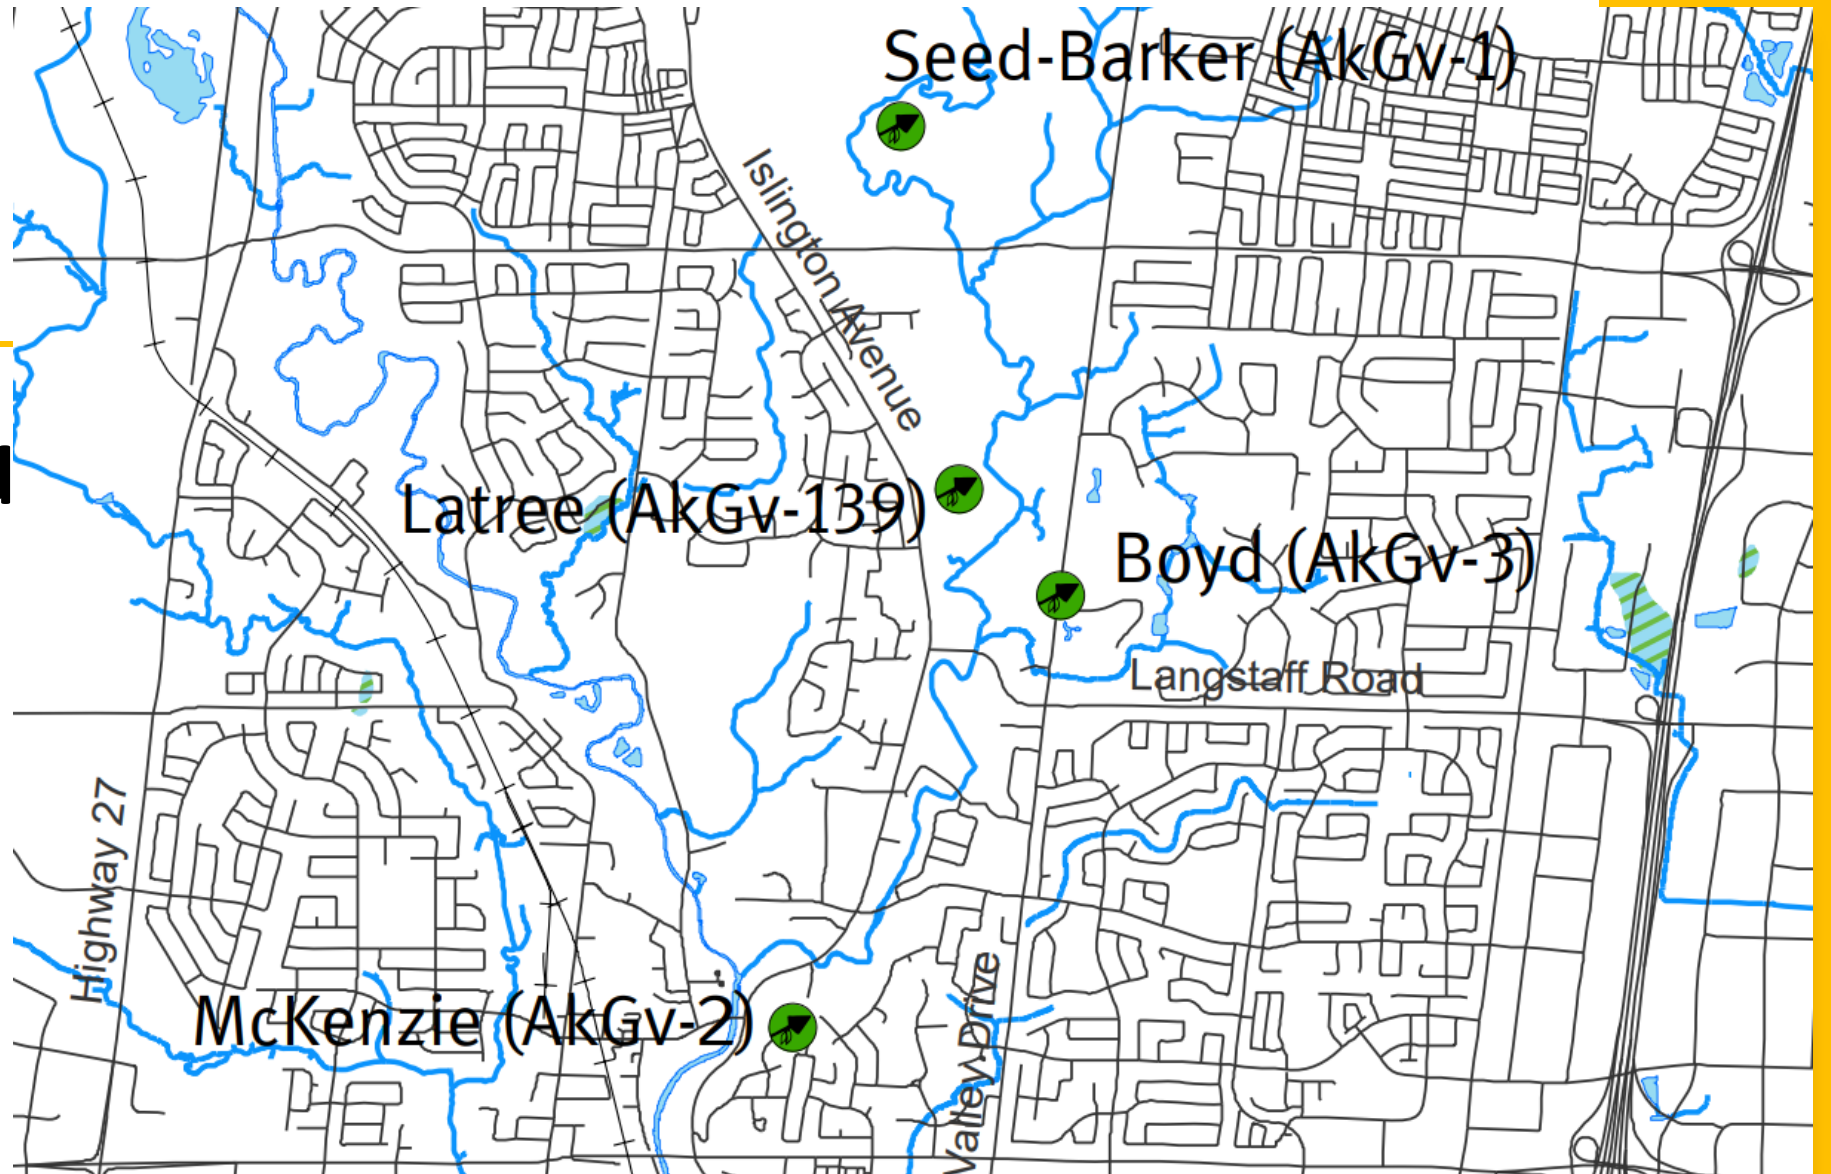 Seed-Barker (AkGv-1)
Islington Avenue
Latree (AkGv-139)
Boyd (AkGv-3)
Langstaff Road
Highway 27
McKenzie (AkGv-2)
Valley Drive